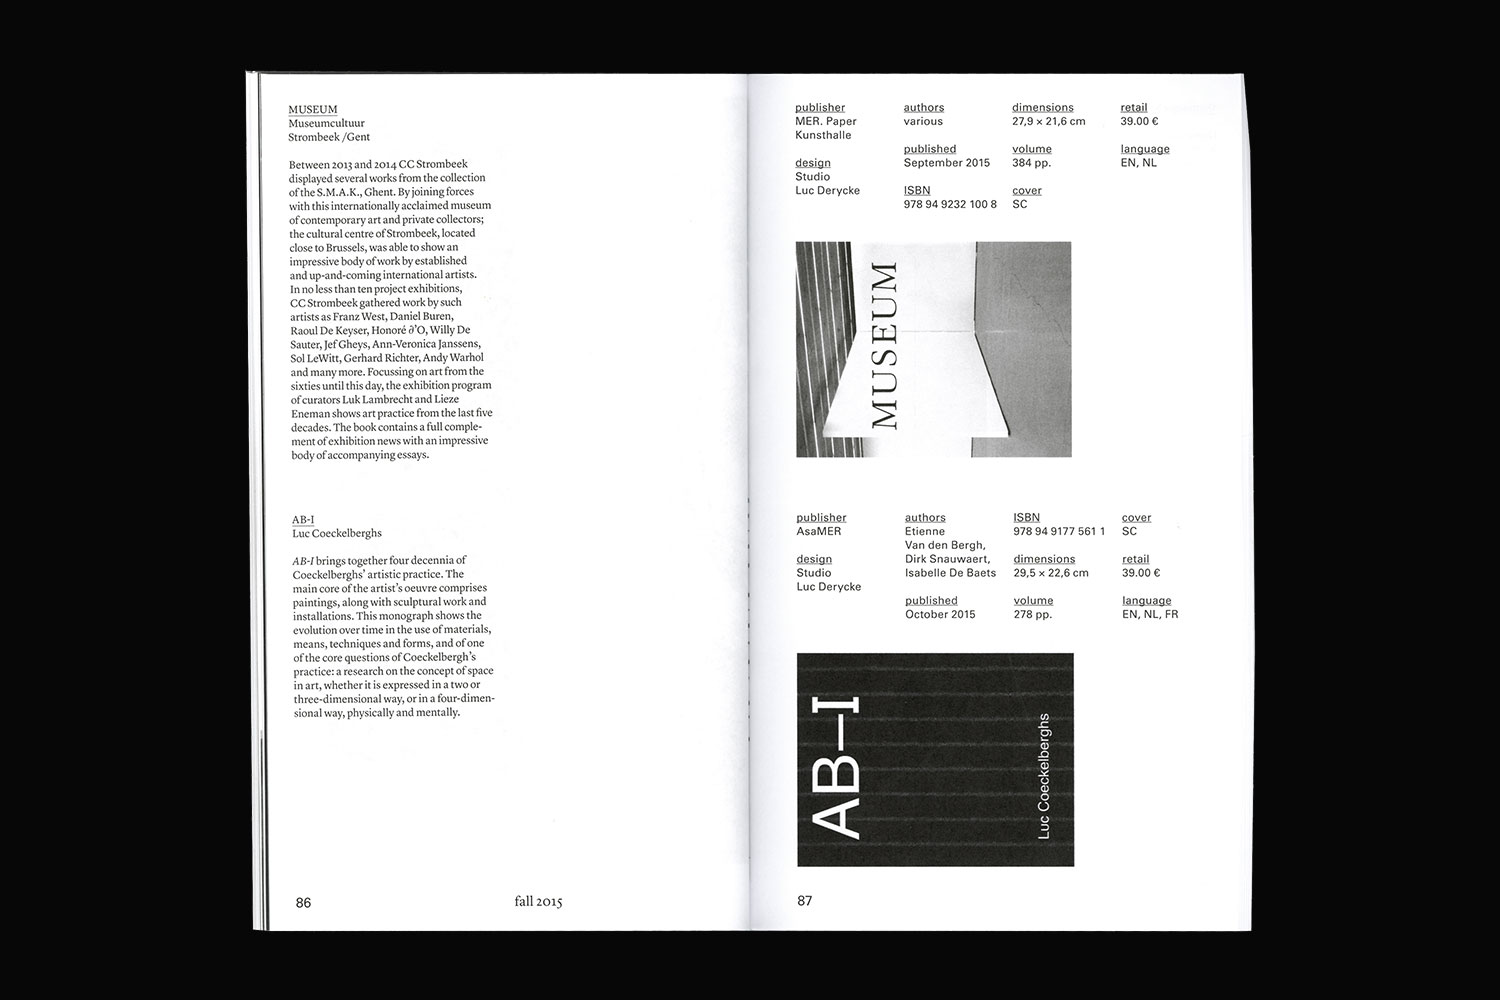 MUSEUM
Museumcultuur
Strombeek /Gent
Between 2013 and 2014 CC Strombeek
displayed several works from the collection
of the S.M.A.K., Ghent. By joining forces
with this internationally acclaimed museum
of contemporary art and private collectors;
the cultural centre of Strombeek, located
close to Brussels, was able to show an
impressive body of work by established
and up-and-coming international artists.
In no less than ten project exhibitions,
CC Strombeek gathered work by such
artists as Franz West, Daniel Buren,
Raoul De Keyser, Honoré ∂'O, Willy De
Sauter, Jef Gheys, Ann-Veronica Janssens,
Sol LeWitt, Gerhard Richter, Andy Warhol
and many more. Focussing on art from the
sixties until this day, the exhibition program
of curators Luk Lambrecht and Lieze
Eneman shows art practice from the last five
decades. The book contains a full comple-
ment of exhibition news with an impressive
body of accompanying essays.
AB-I
Luc Coeckelberghs
AB-I brings together four decennia of
Coeckelberghs' artistic practice. The
main core of the artist's oeuvre comprises
paintings, along with sculptural work and
installations. This monograph shows the
evolution over time in the use of materials,
means, techniques and forms, and of one
of the core questions of Coeckelbergh's
practice: a research on the concept of space
in art, whether it is expressed in a two or
three-dimensional way, or in a four-dimen-
sional way, physically and mentally.
86
fall 2015
publisher
MER. Paper
Kunsthalle
design
Studio
Luc Derycke
authors
various
published
September 2015
ISBN
978 94 9232 100 8
dimensions
27,9 × 21,6 cm
volume
384 pp.
cover
SC
retail
39.00 €
language
EN, NL
MUSEUM
publisher
AsaMER
design
Studio
Luc Derycke
authors
Etienne
Van den Bergh,
Dirk Snauwaert,
Isabelle De Baets
published
October 2015
ISBN
978 94 9177 561 1
dimensions
29,5 × 22,6 cm
volume
278 pp.
cover
SC
retail
39.00 €
language
EN, NL, FR
AB–I
Luc Coeckelberghs
87